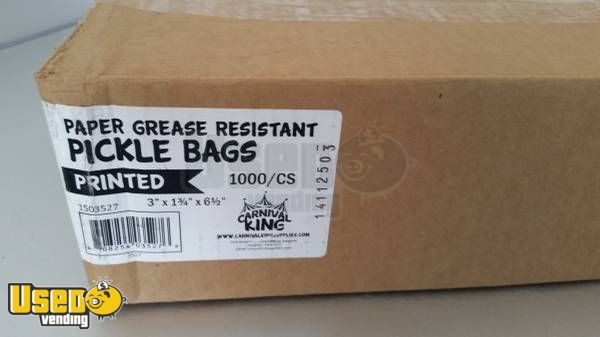 PAPER GREASE RESISTANT
PICKLE BAGS
PRINTED
1000/CS
14112503
1503527
3" x 1¾" x 6½"
CARNIVAL
KING
WWW.CARNIVALKINGSUPPLIES.COM
USED
vending